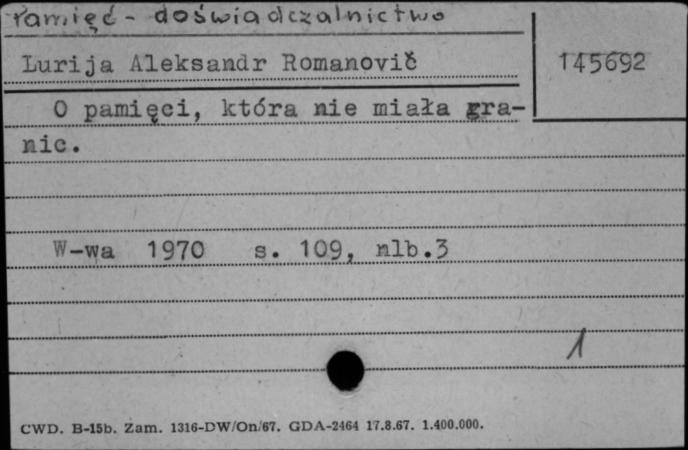 Pamięć - doświadczalnictwo
Lurija Aleksandr Romanovič
145692
O pamięci, która nie miała gra-
nic.
W-wa 1970 s. 109, nlb.3
1
CWD. B-15b. Zam. 1316-DW/On/67. GDA-2464 17.8.67. 1.400.000.